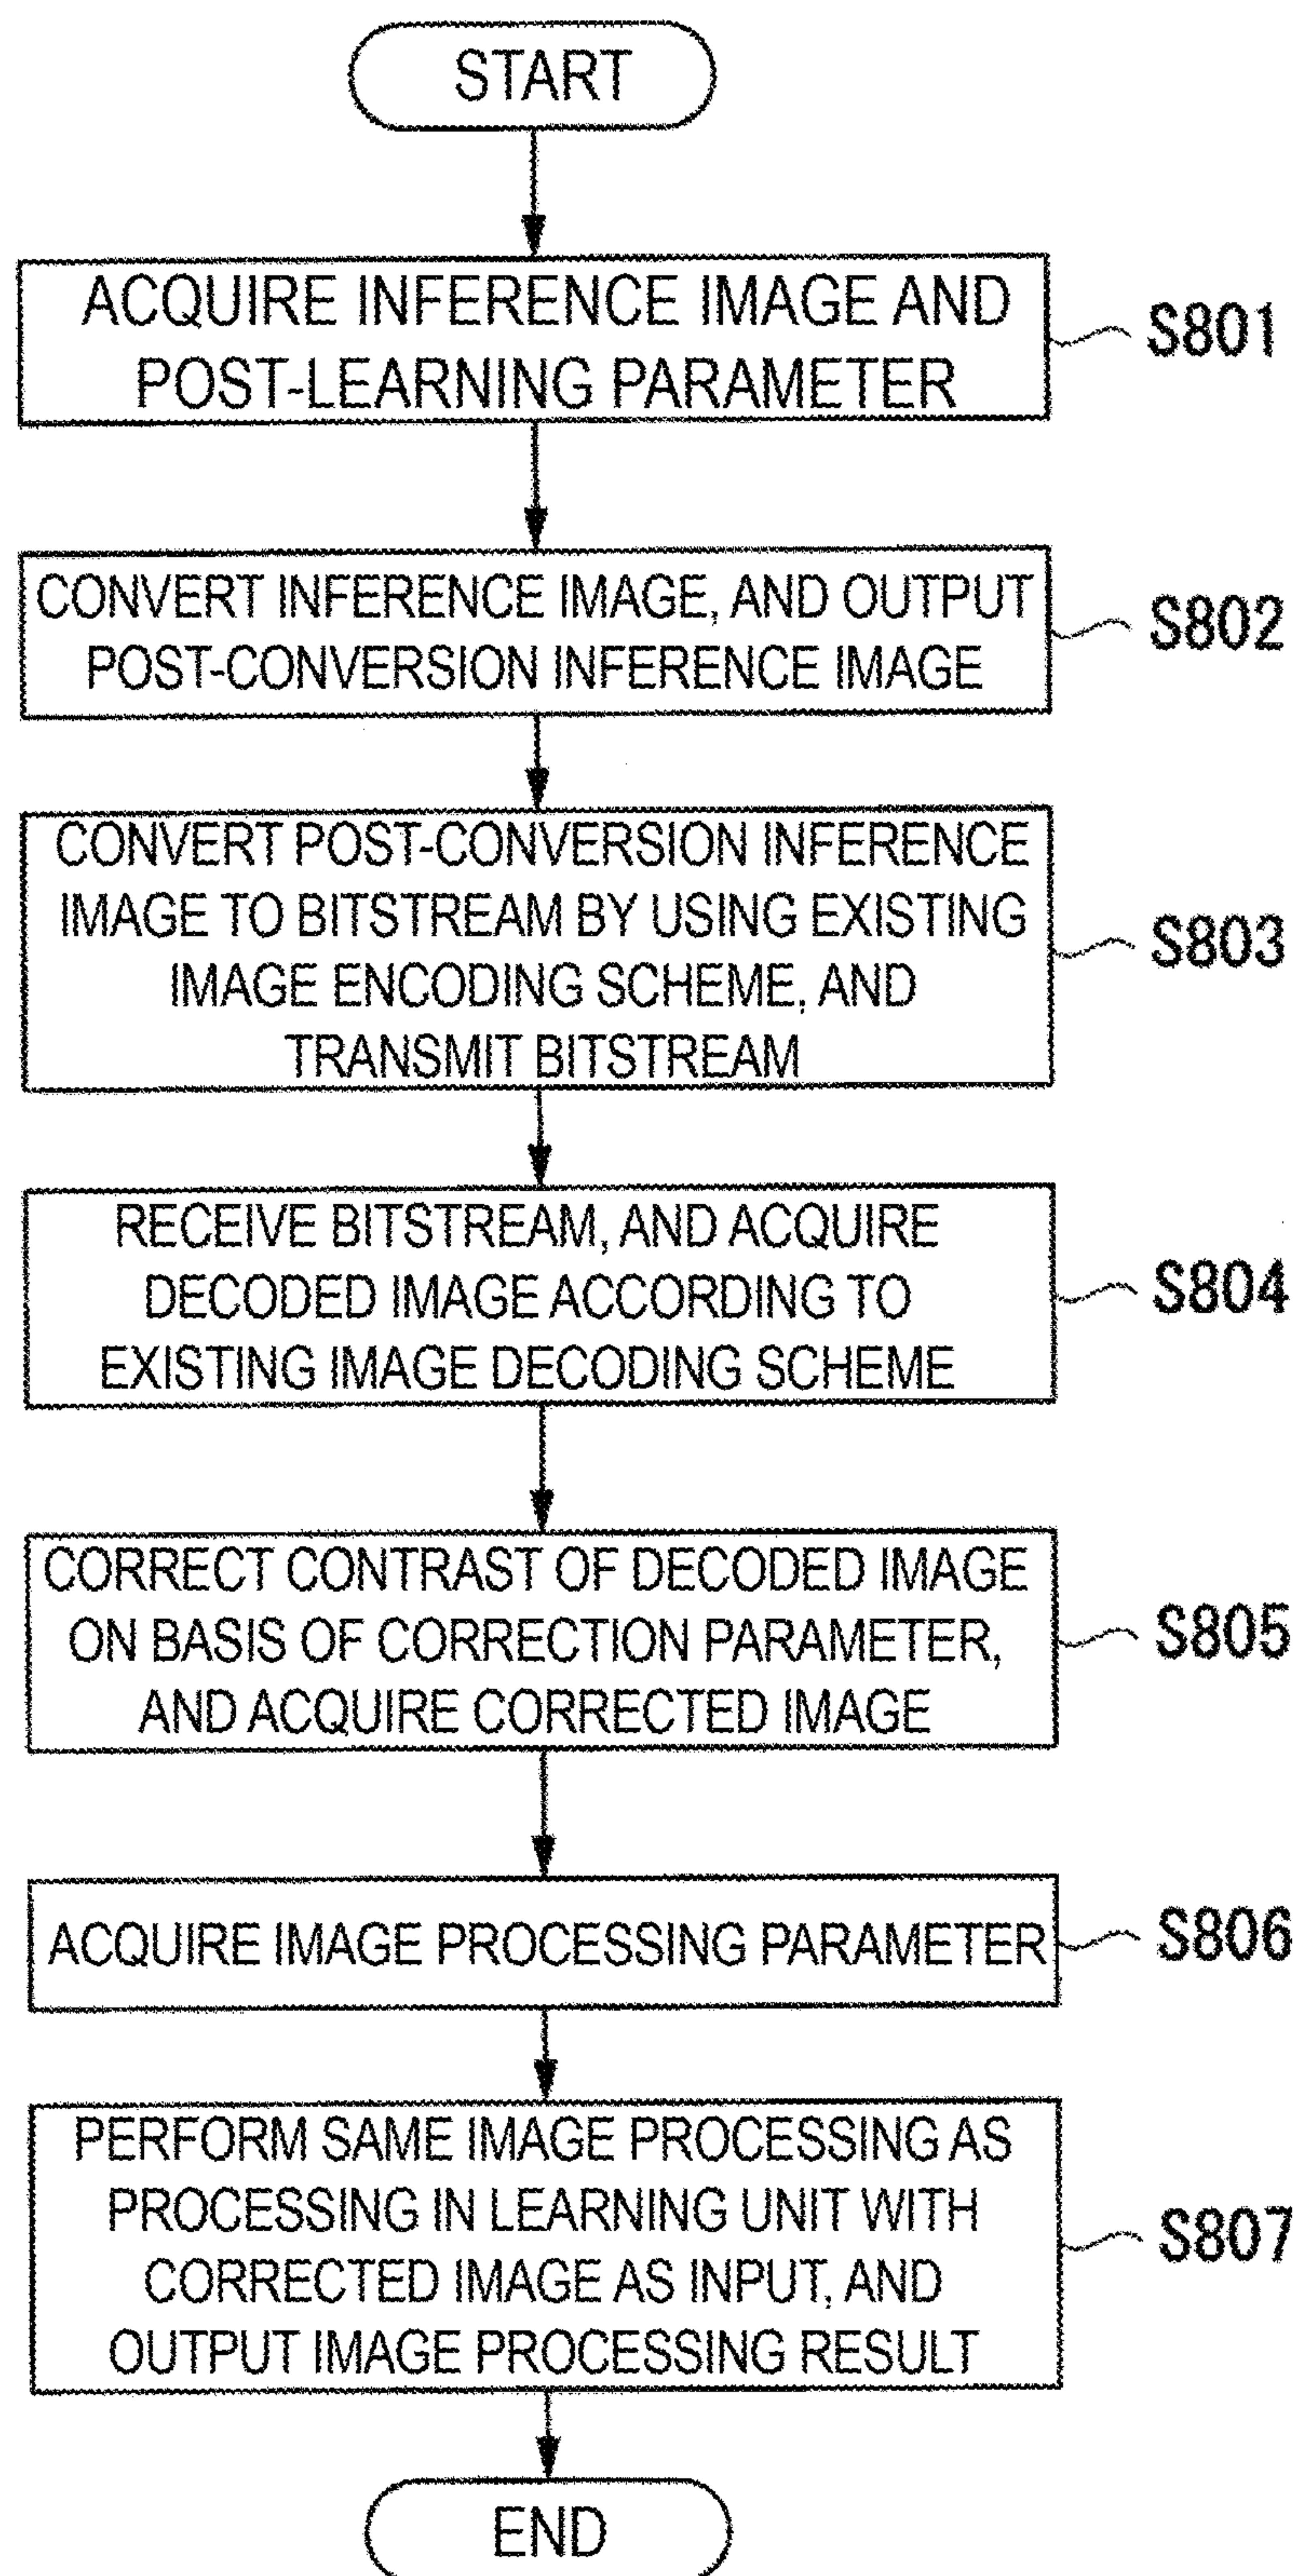 START
ACQUIRE INFERENCE IMAGE AND
POST-LEARNING PARAMETER
S801
CONVERT INFERENCE IMAGE, AND OUTPUT
POST-CONVERSION INFERENCE IMAGE
S802
CONVERT POST-CONVERSION INFERENCE
IMAGE TO BITSTREAM BY USING EXISTING
IMAGE ENCODING SCHEME, AND
TRANSMIT BITSTREAM
S803
RECEIVE BITSTREAM, AND ACQUIRE
DECODED IMAGE ACCORDING TO
EXISTING IMAGE DECODING SCHEME
S804
CORRECT CONTRAST OF DECODED IMAGE
ON BASIS OF CORRECTION PARAMETER,
AND ACQUIRE CORRECTED IMAGE
S805
ACQUIRE IMAGE PROCESSING PARAMETER
S806
PERFORM SAME IMAGE PROCESSING AS
PROCESSING IN LEARNING UNIT WITH
CORRECTED IMAGE AS INPUT, AND
OUTPUT IMAGE PROCESSING RESULT
S807
END